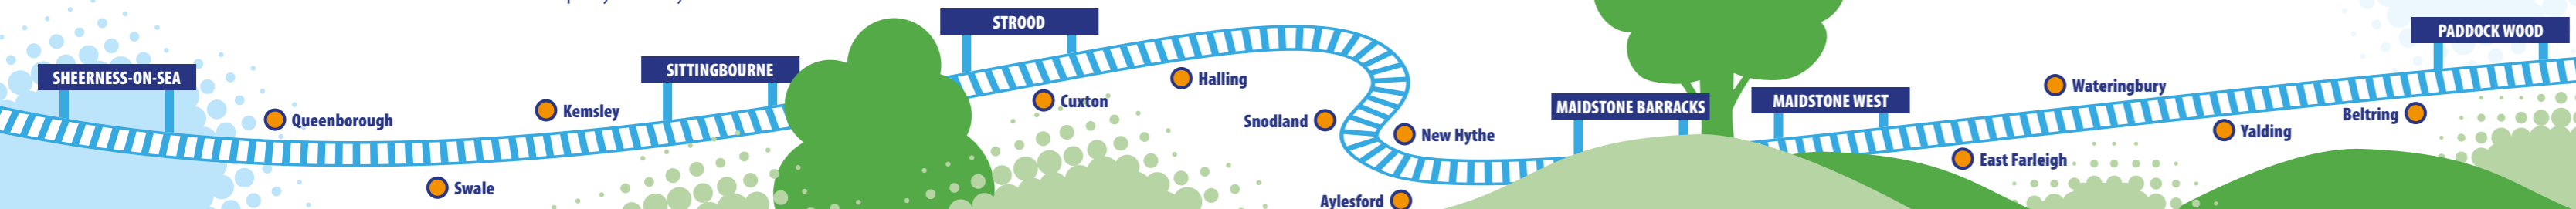 SHEERNESS-ON-SEA
Queenborough
Swale
Kemsley
SITTINGBOURNE
STROOD
Cuxton
Halling
Snodland
New Hythe
Aylesford
MAIDSTONE BARRACKS
MAIDSTONE WEST
East Farleigh
Wateringbury
Yalding
Beltring
PADDOCK WOOD